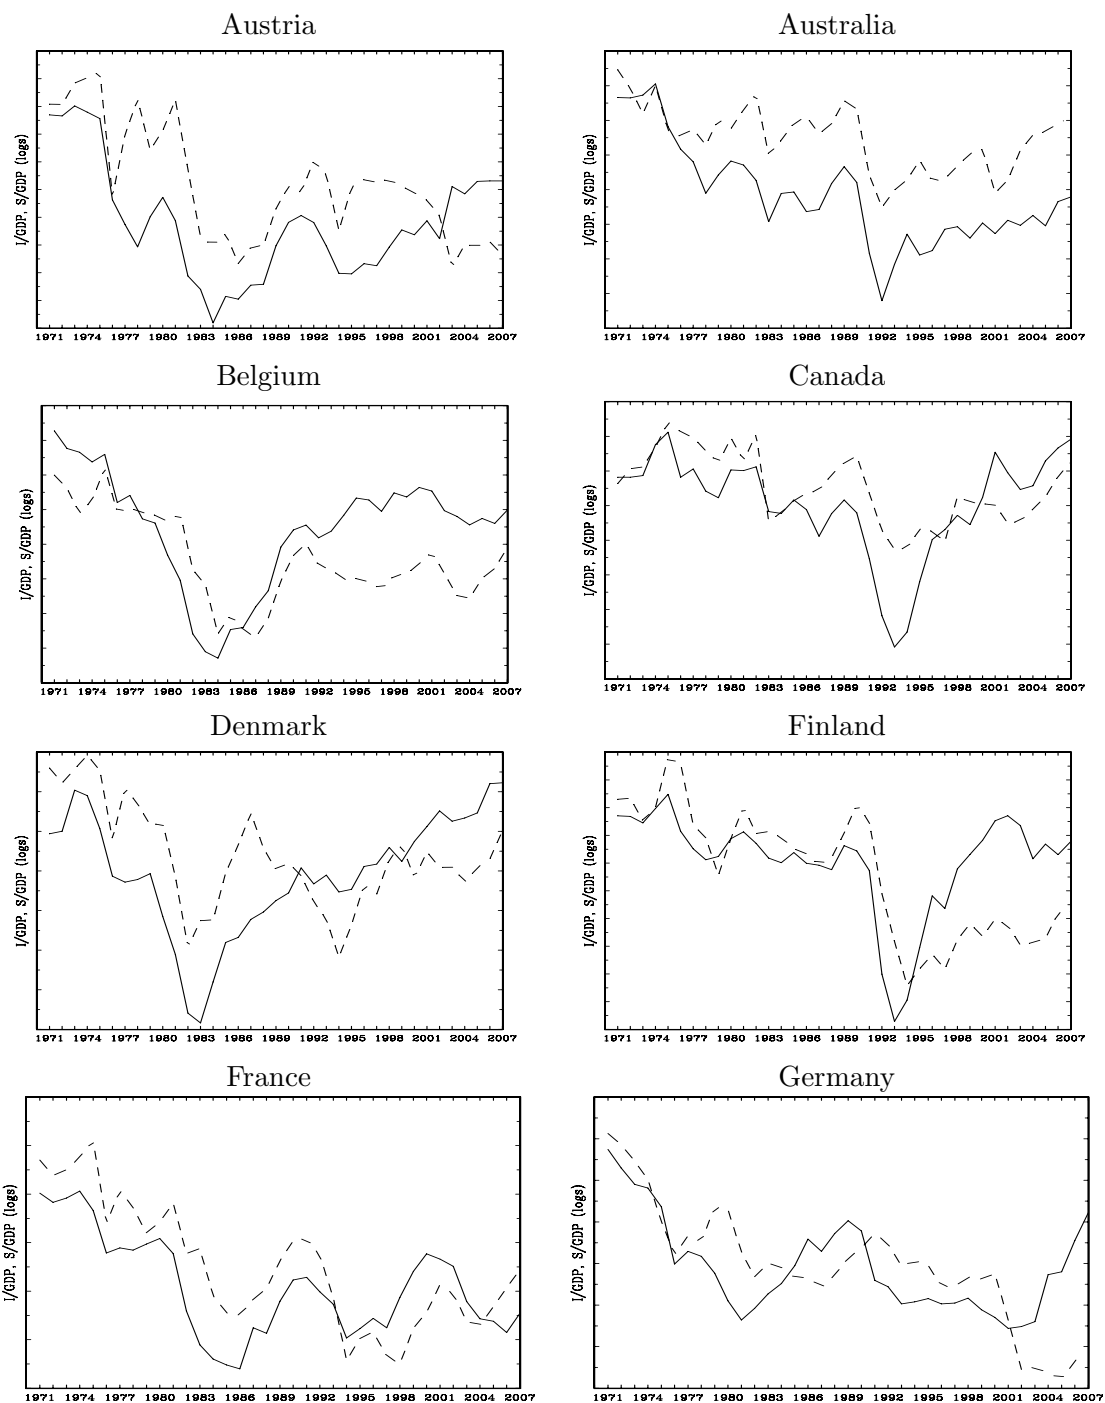 Austria
Australia
I/GDP, S/GDP (logs)
1971 1974 1977 1980 1983 1986 1989 1992 1995 1998 2001 2004 2007
I/GDP, S/GDP (logs)
1971 1974 1977 1980 1983 1986 1989 1992 1995 1998 2001 2004 2007
Belgium
Canada
I/GDP, S/GDP (logs)
1971 1974 1977 1980 1983 1986 1989 1992 1995 1998 2001 2004 2007
I/GDP, S/GDP (logs)
1971 1974 1977 1980 1983 1986 1989 1992 1995 1998 2001 2004 2007
Denmark
Finland
I/GDP, S/GDP (logs)
1971 1974 1977 1980 1983 1986 1989 1992 1995 1998 2001 2004 2007
I/GDP, S/GDP (logs)
1971 1974 1977 1980 1983 1986 1989 1992 1995 1998 2001 2004 2007
France
Germany
I/GDP, S/GDP (logs)
1971 1974 1977 1980 1983 1986 1989 1992 1995 1998 2001 2004 2007
I/GDP, S/GDP (logs)
1971 1974 1977 1980 1983 1986 1989 1992 1995 1998 2001 2004 2007